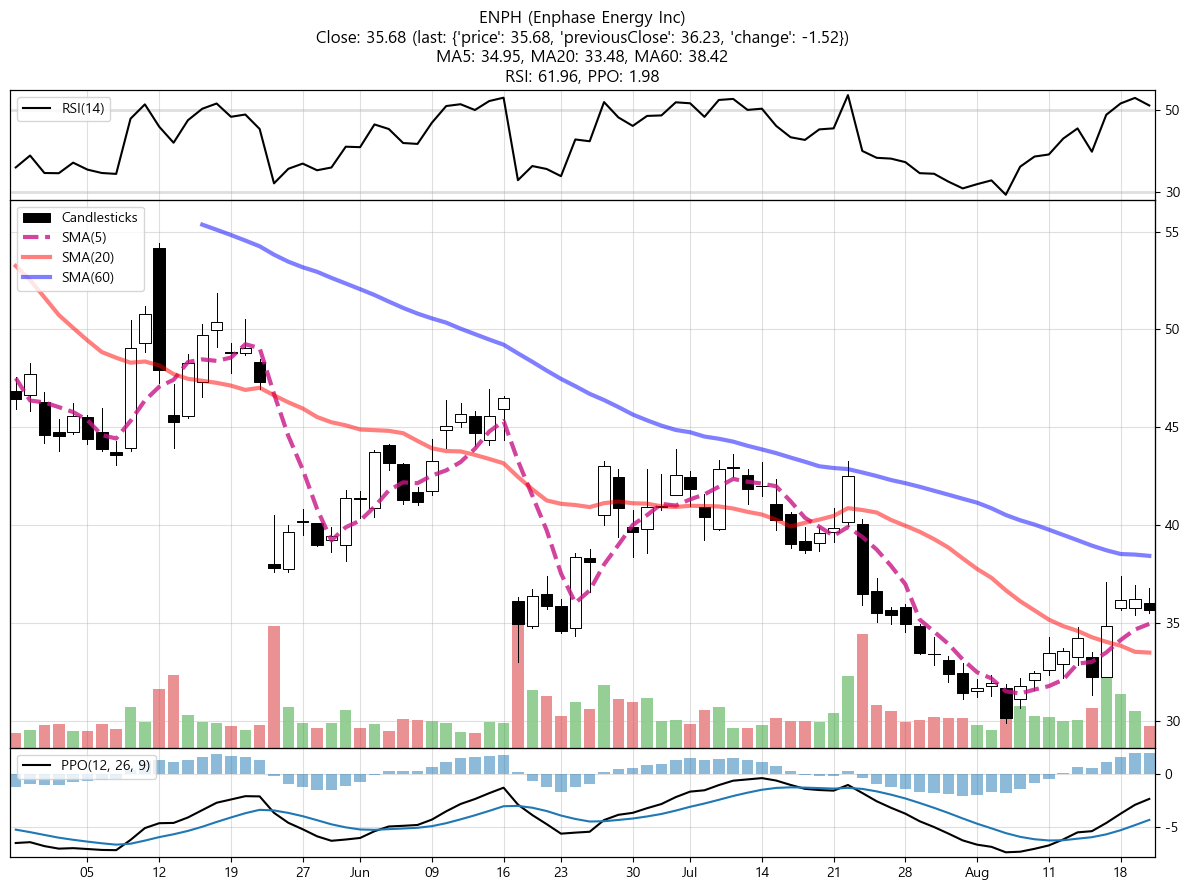 ENPH (Enphase Energy Inc)
Close: 35.68 (last: {'price': 35.68, 'previousClose': 36.23, 'change': -1.52})
MA5: 34.95, MA20: 33.48, MA60: 38.42
RSI: 61.96, PPO: 1.98
RSI(14)
50
30
Candlesticks
SMA(5)
SMA(20)
SMA(60)
55
50
45
40
35
30
PPO(12, 26, 9)
0
-5
05 12 19 27 Jun 09 16 23 30 Jul 14 21 28 Aug 11 18